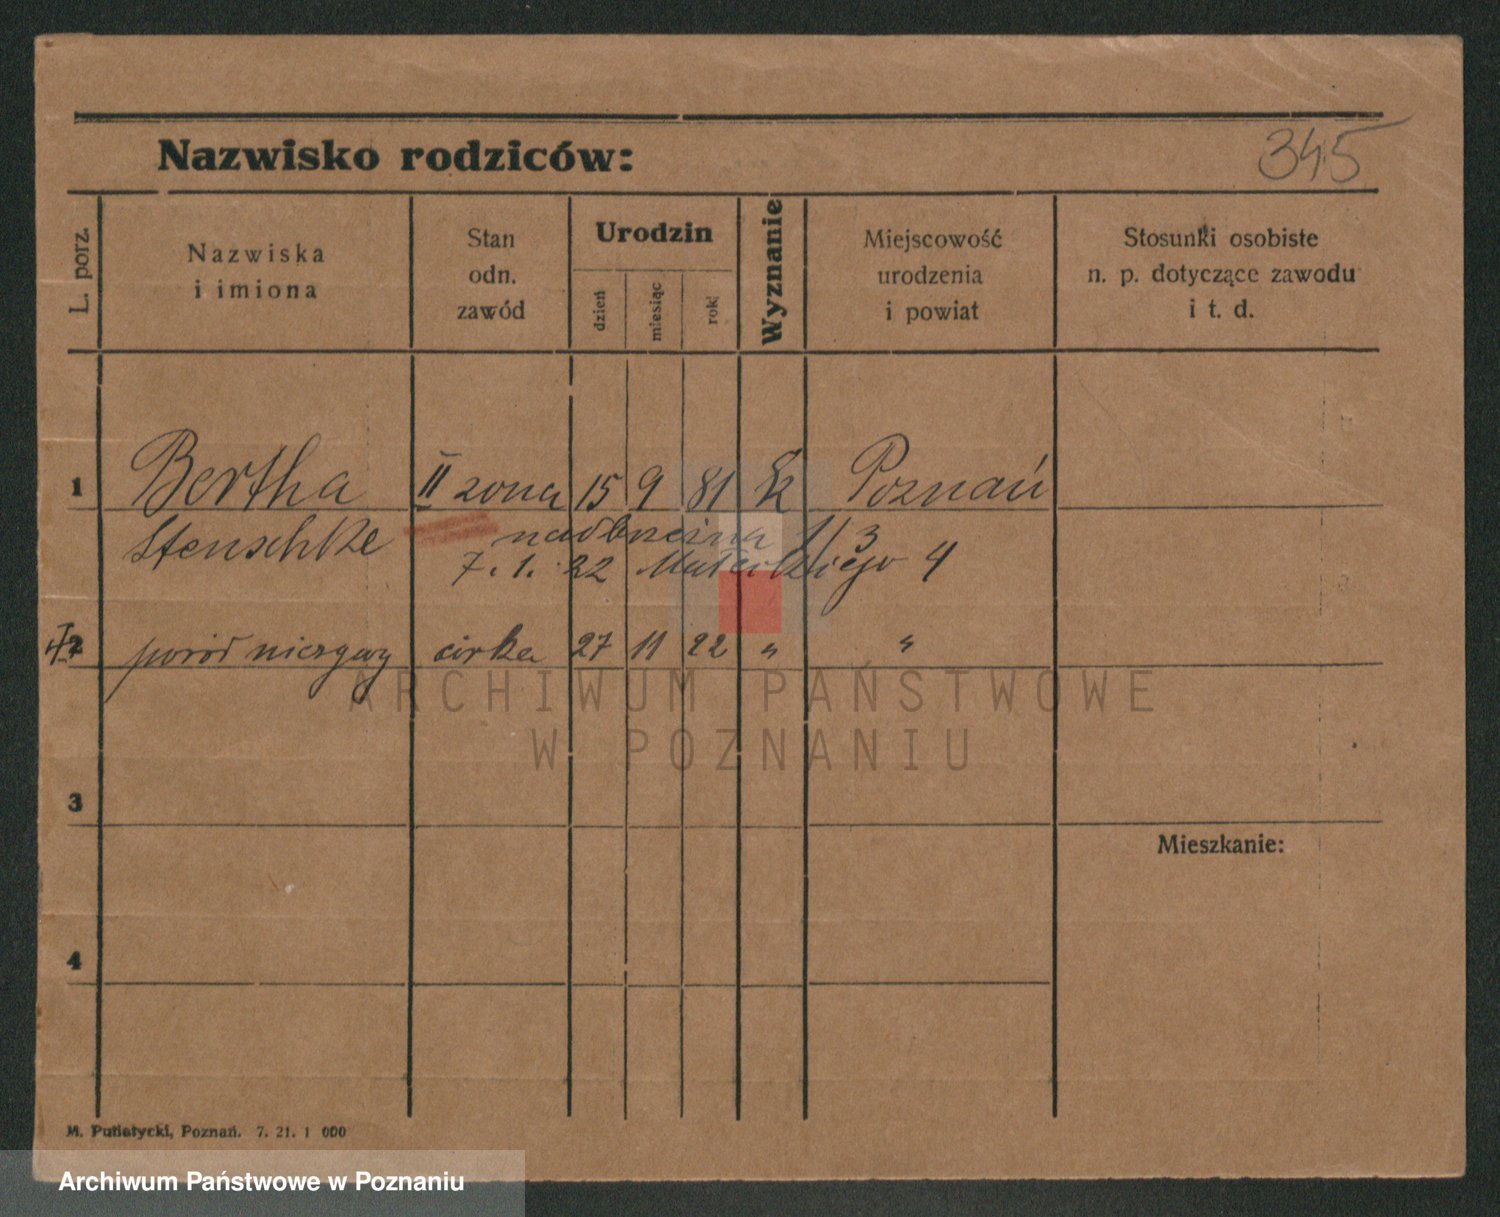 Nazwisko rodziców:
345
L. porz.
Nazwiska
i imiona
Stan
odn.
zawód
Urodzin
dzień
miesiąc
rok
Wyznanie
Miejscowość
urodzenia
i powiat
Stosunki osobiste
n. p. dotyczące zawodu
i t. d.
1 Bertha II żona 15 9 81 Poznań
Stenschke 1/3
7. 1. 22 4
2 poród córka 27 11 22 " "
ARCHIWUM PAŃSTWOWE
W POZNANIU
3
Mieszkanie:
4
M. Putiatycki, Poznań. 7. 21. 1 000
Archiwum Państwowe w Poznaniu